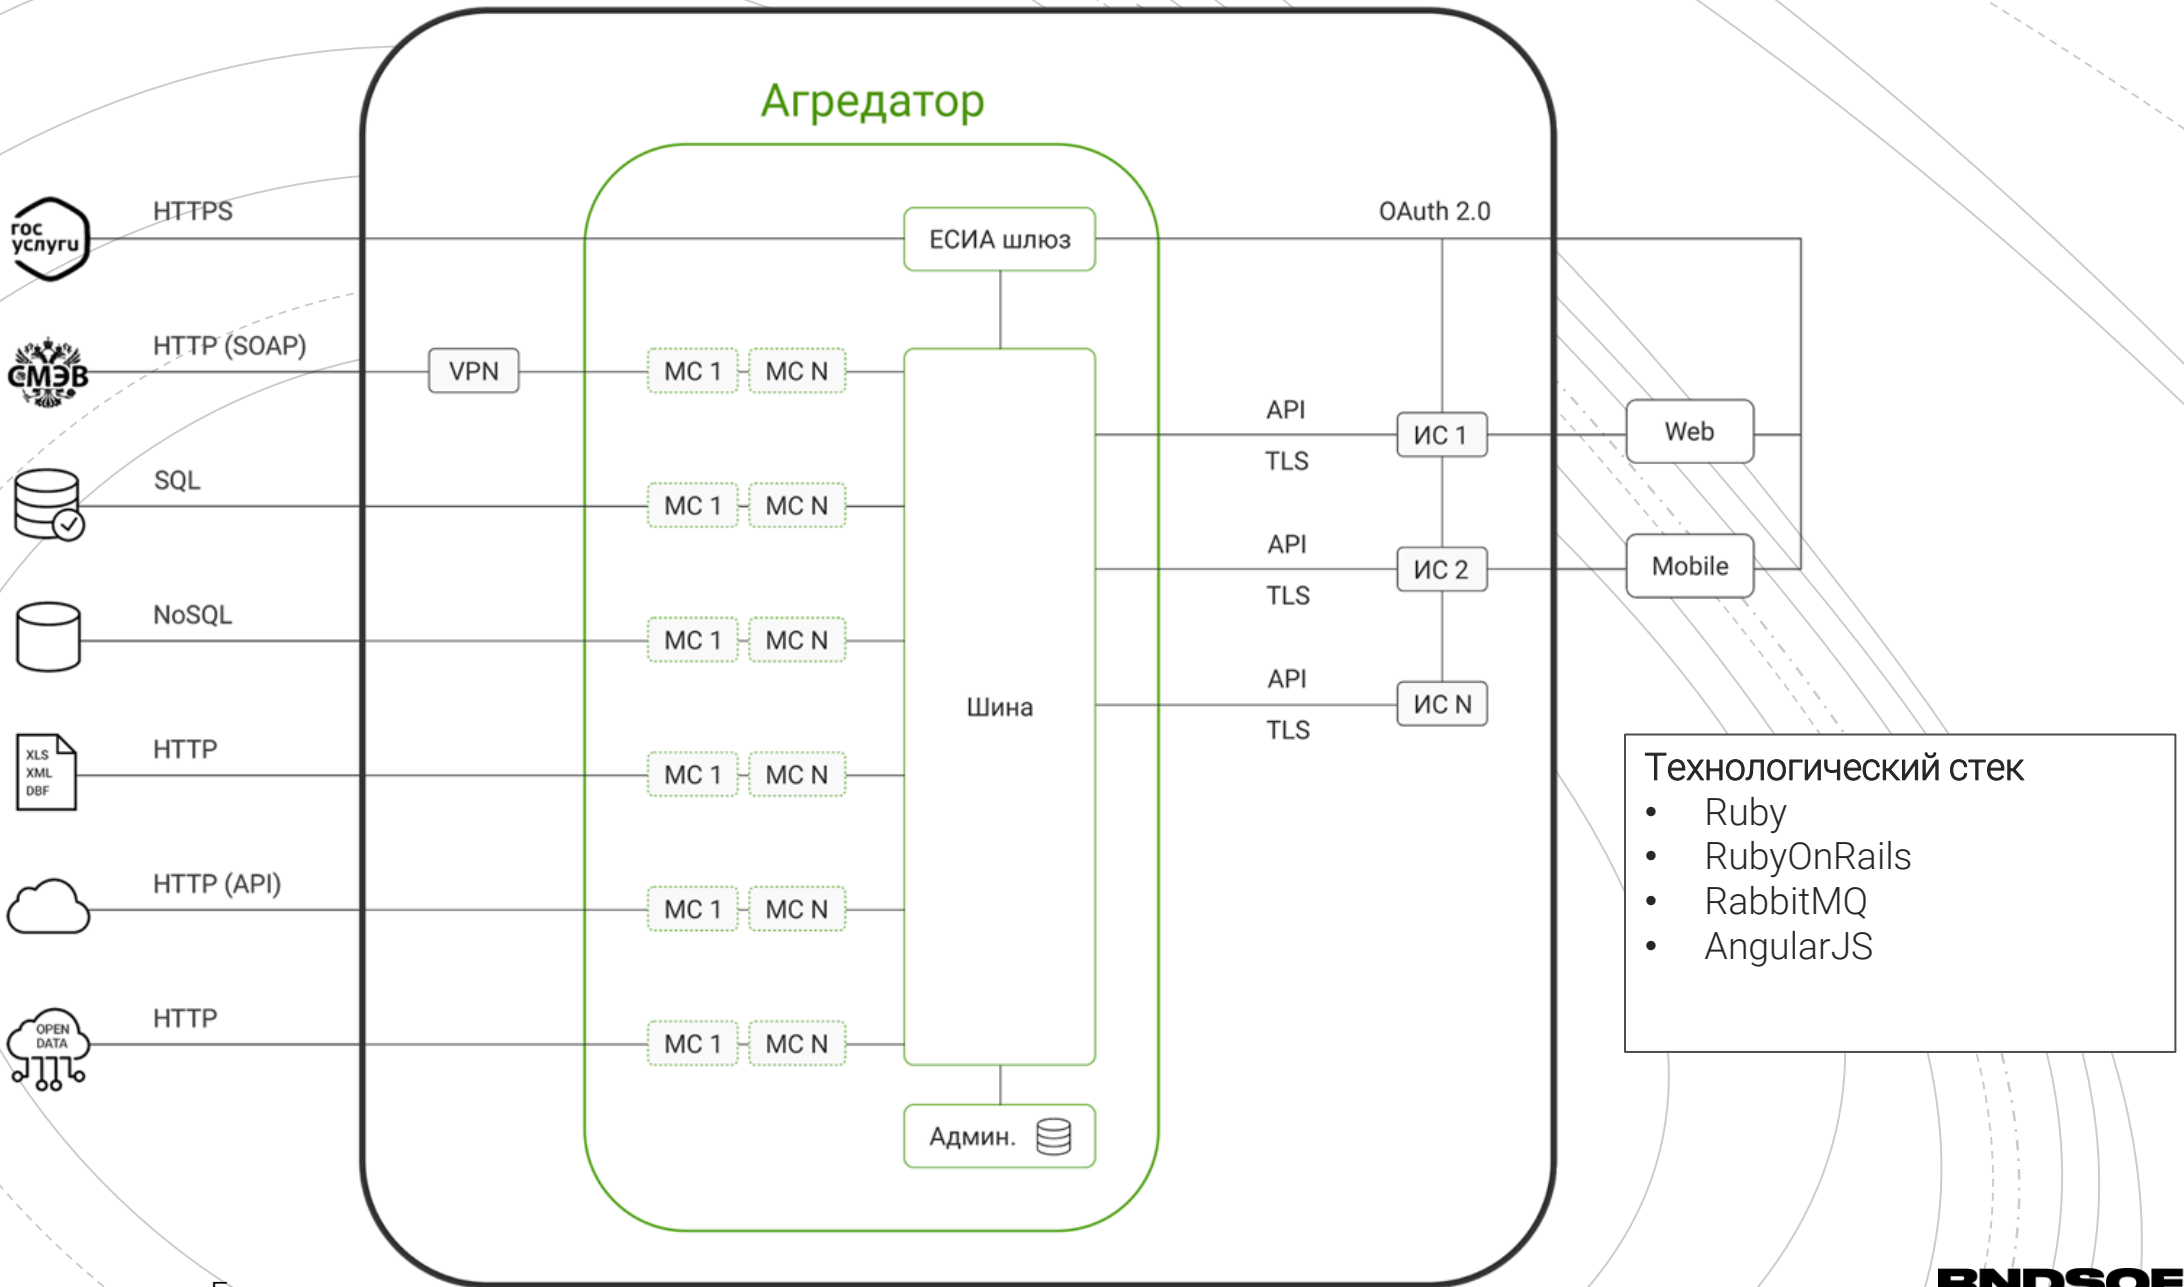 Агредатор
гос
услуги
HTTPS
ЕСИА шлюз
OAuth 2.0
СМЭВ
HTTP (SOAP)
VPN
МС 1
МС N
SQL
МС 1
МС N
NoSQL
МС 1
МС N
XLS
XML
DBF
HTTP
МС 1
МС N
HTTP (API)
МС 1
МС N
OPEN
DATA
HTTP
МС 1
МС N
Шина
Админ.
API
TLS
ИС 1
API
TLS
ИС 2
API
TLS
ИС N
Web
Mobile
Технологический стек
• Ruby
• RubyOnRails
• RabbitMQ
• AngularJS